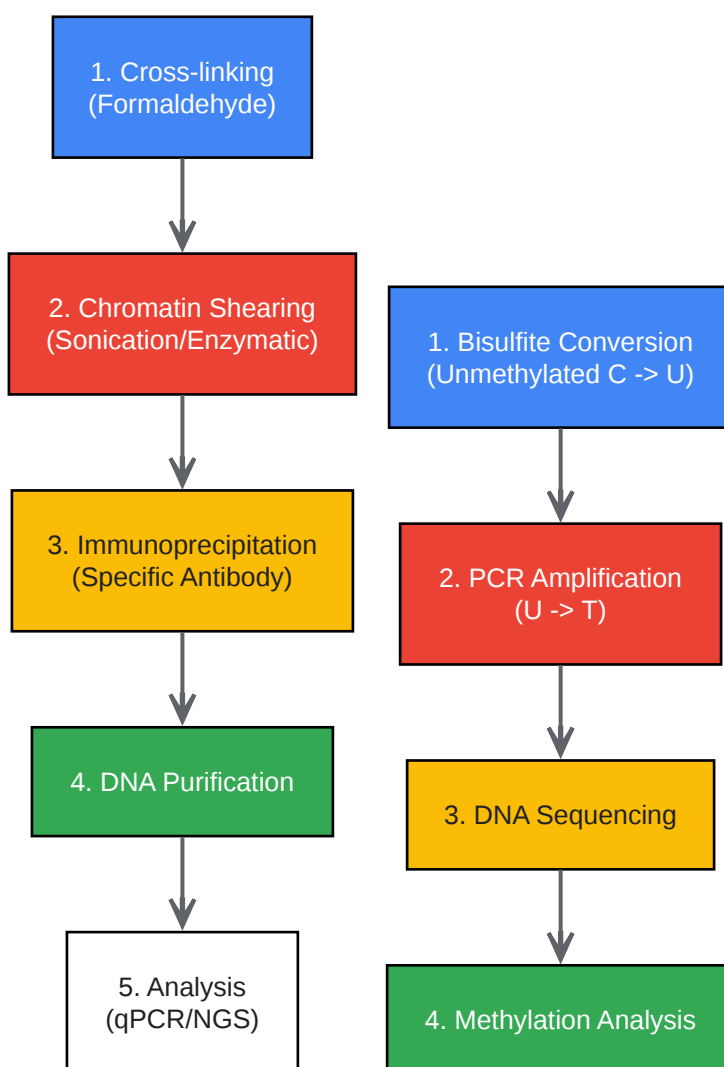 1. Cross-linking
(Formaldehyde)
2. Chromatin Shearing
(Sonication/Enzymatic)
3. Immunoprecipitation
(Specific Antibody)
4. DNA Purification
5. Analysis
(qPCR/NGS)
1. Bisulfite Conversion
(Unmethylated C -> U)
2. PCR Amplification
(U -> T)
3. DNA Sequencing
4. Methylation Analysis